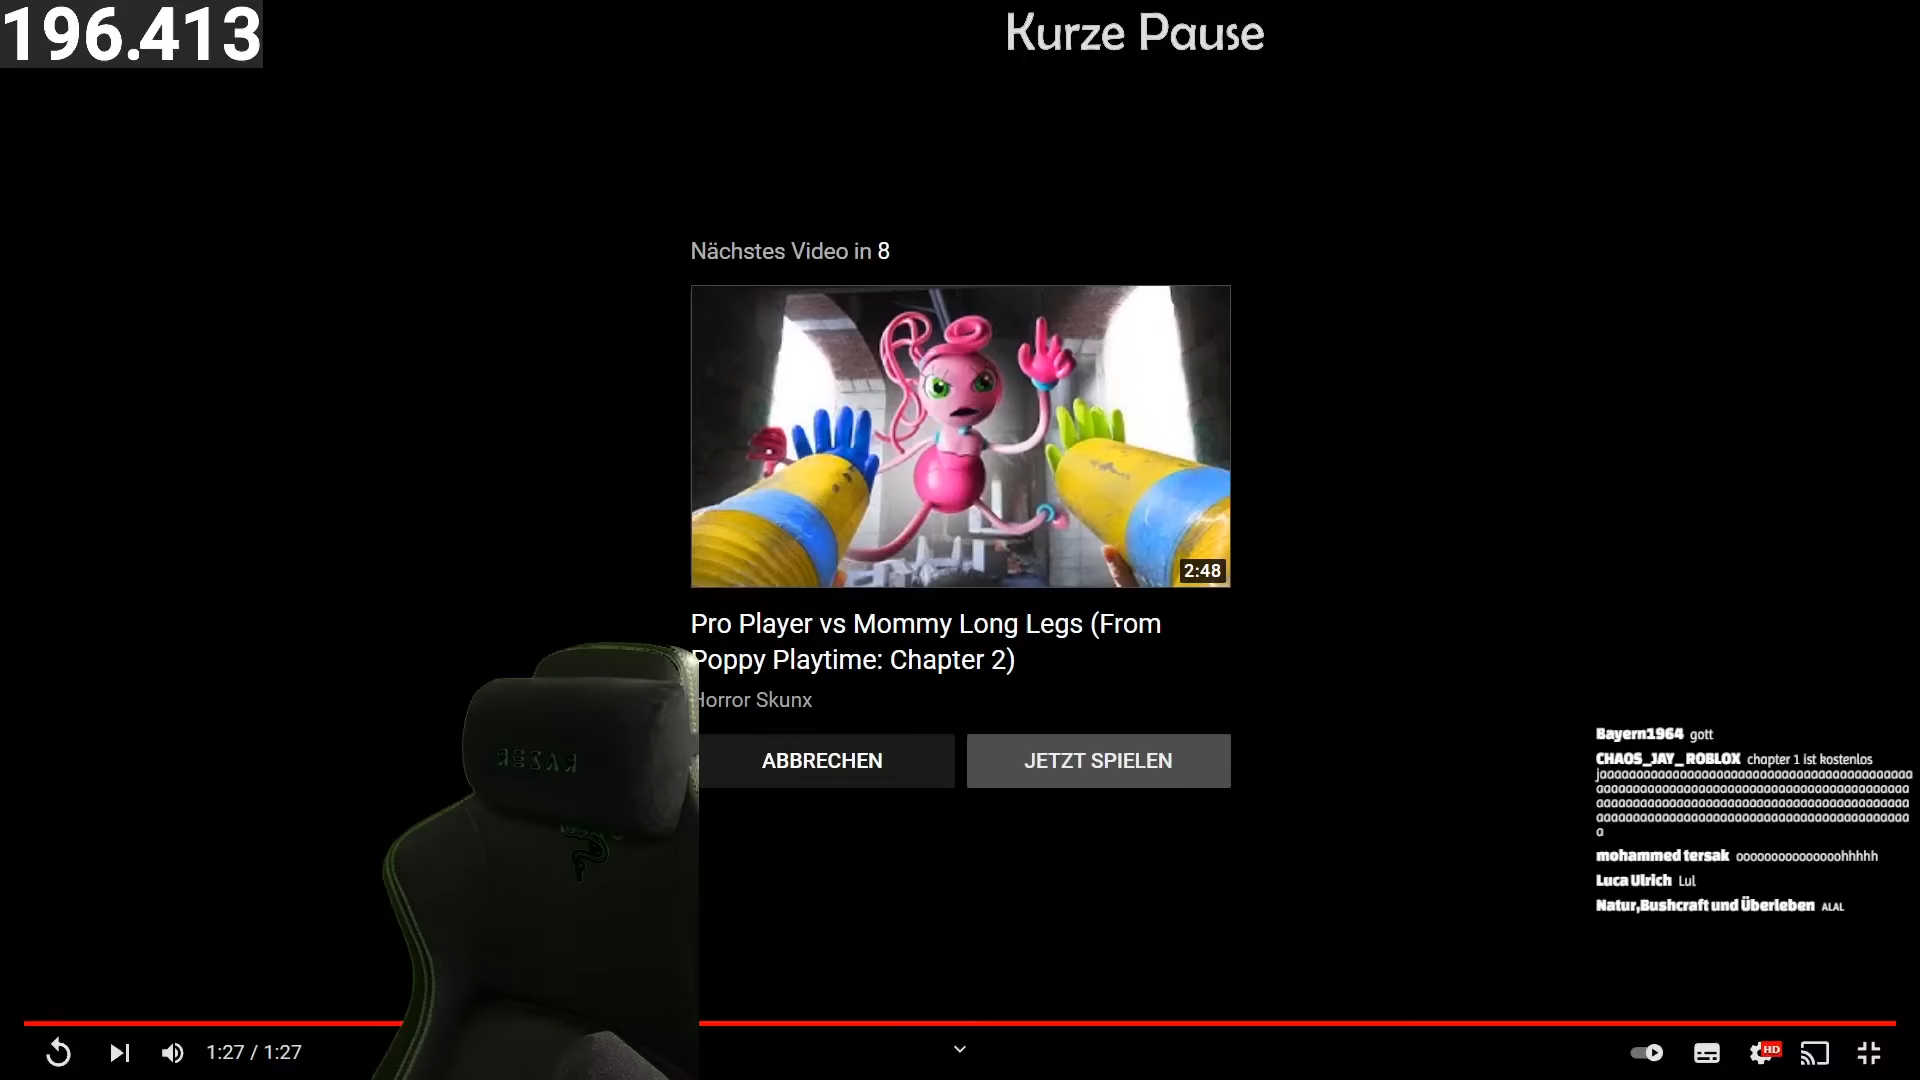 196.413
Kurze Pause
Nächstes Video in 8
2:48
Pro Player vs Mommy Long Legs (From
Poppy Playtime: Chapter 2)
Horror Skunx
ABBRECHEN
JETZT SPIELEN
RAZER
Bayern1964 gott
CHAOS_JAY_ROBLOX chapter 1 ist kostenlos
mohammed tersak ooooooooooooooohhhhh
Luca Ulrich Lul
Natur,Bushcraft und Überleben ALAL
1:27 / 1:27
HD